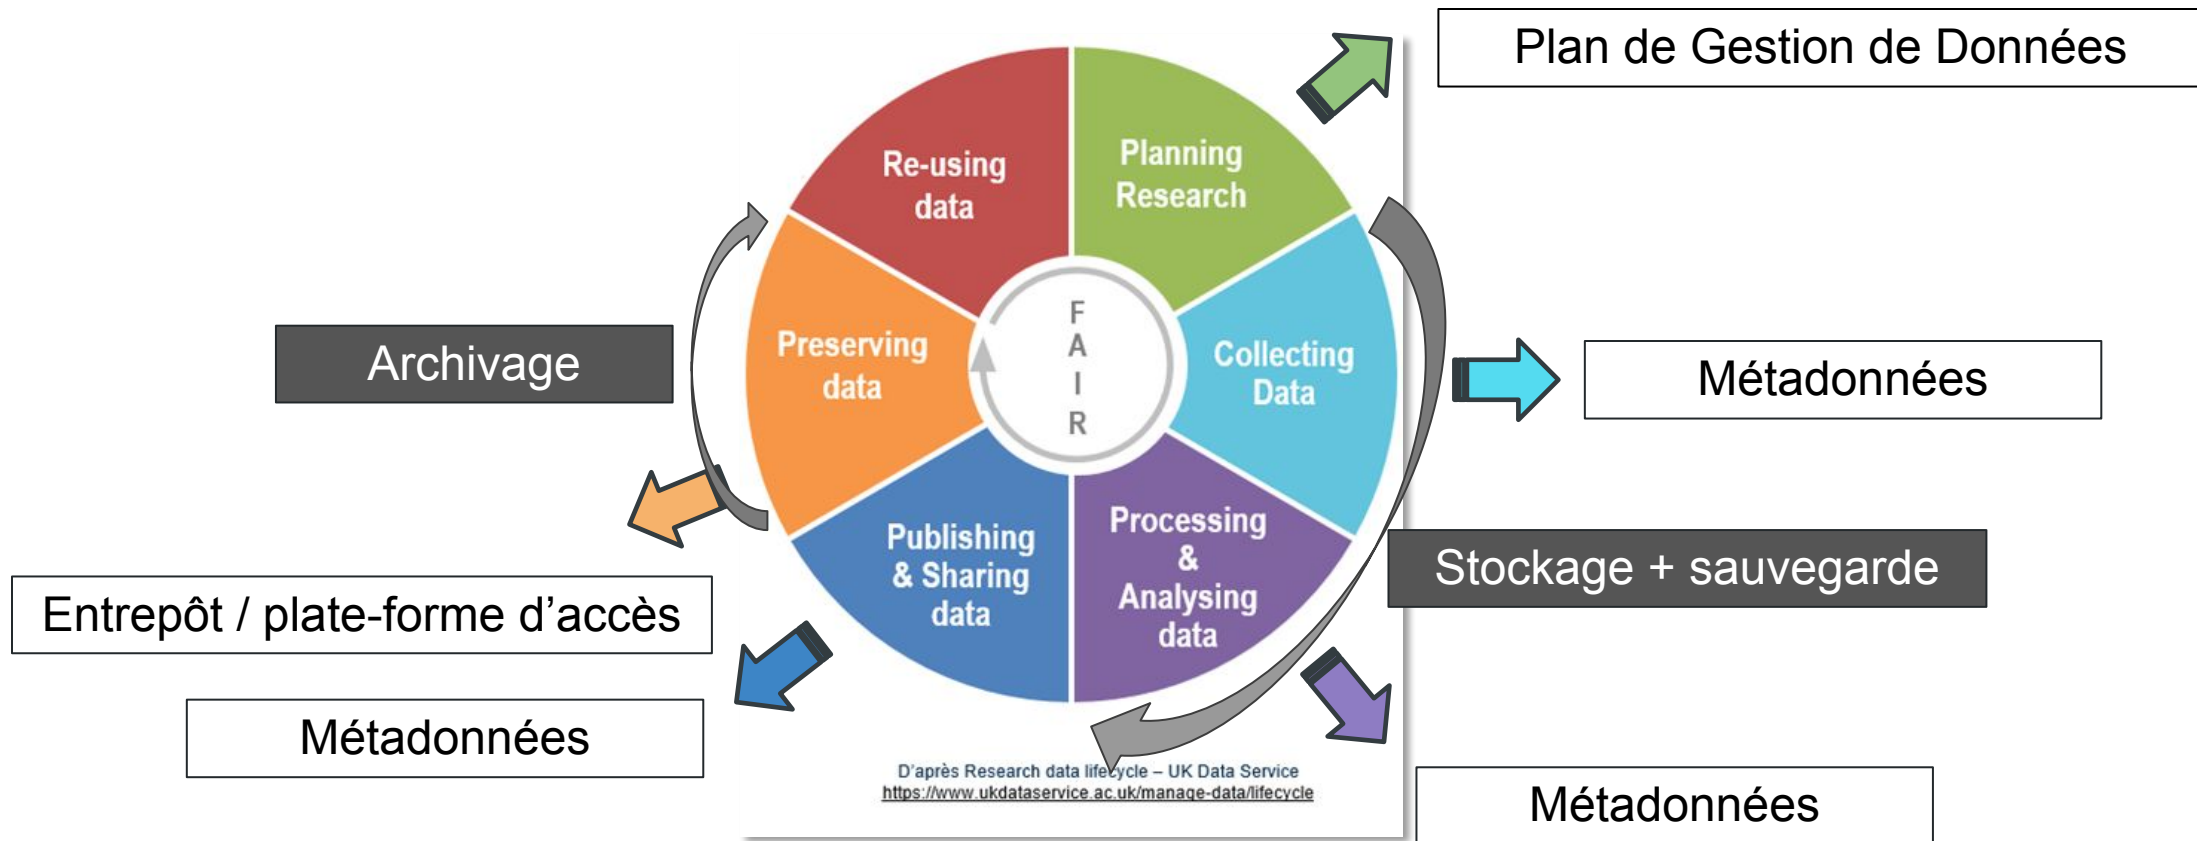 Plan de Gestion de Données
Re-using
data
Planning
Research
F
A
I
R
Archivage
Preserving
data
Collecting
Data
Métadonnées
Publishing
& Sharing
data
Processing
&
Analysing
data
Stockage + sauvegarde
Entrepôt / plate-forme d’accès
Métadonnées
D'après Research data lifecycle – UK Data Service
https://www.ukdataservice.ac.uk/manage-data/lifecycle
Métadonnées